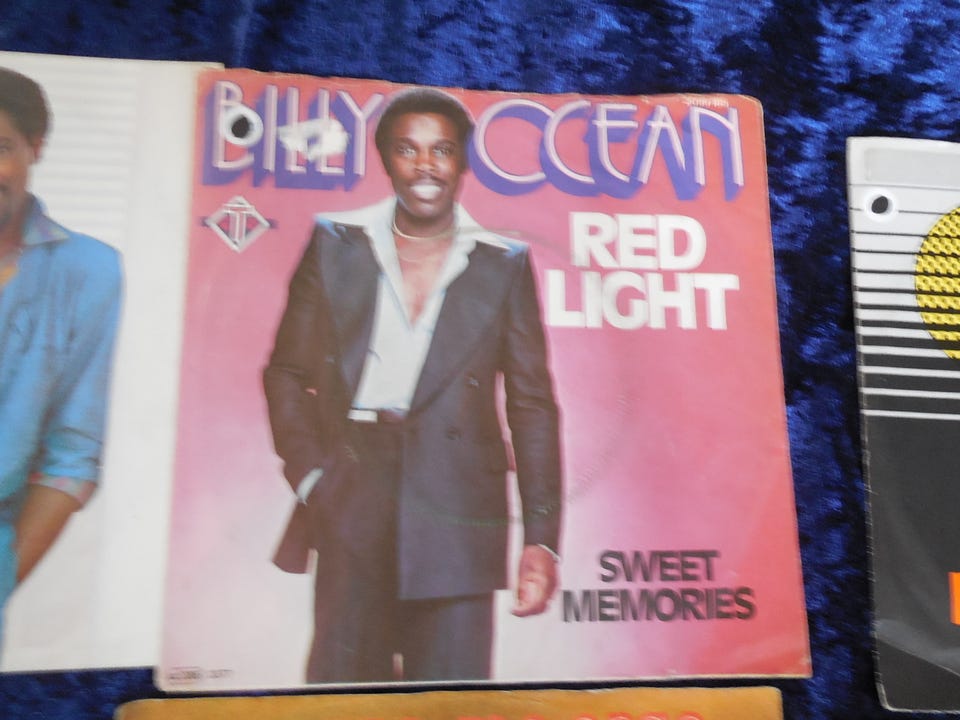 BILLY OCEAN
RED
LIGHT
SWEET
MEMORIES